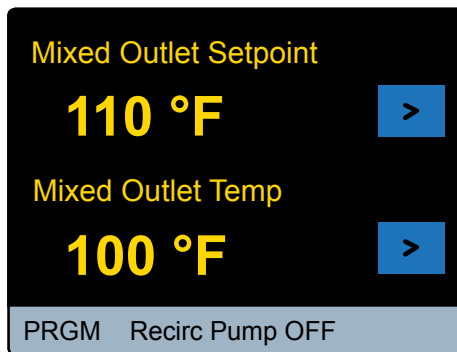 Mixed Outlet Setpoint
110 °F >
Mixed Outlet Temp
100 °F >
PRGM Recirc Pump OFF